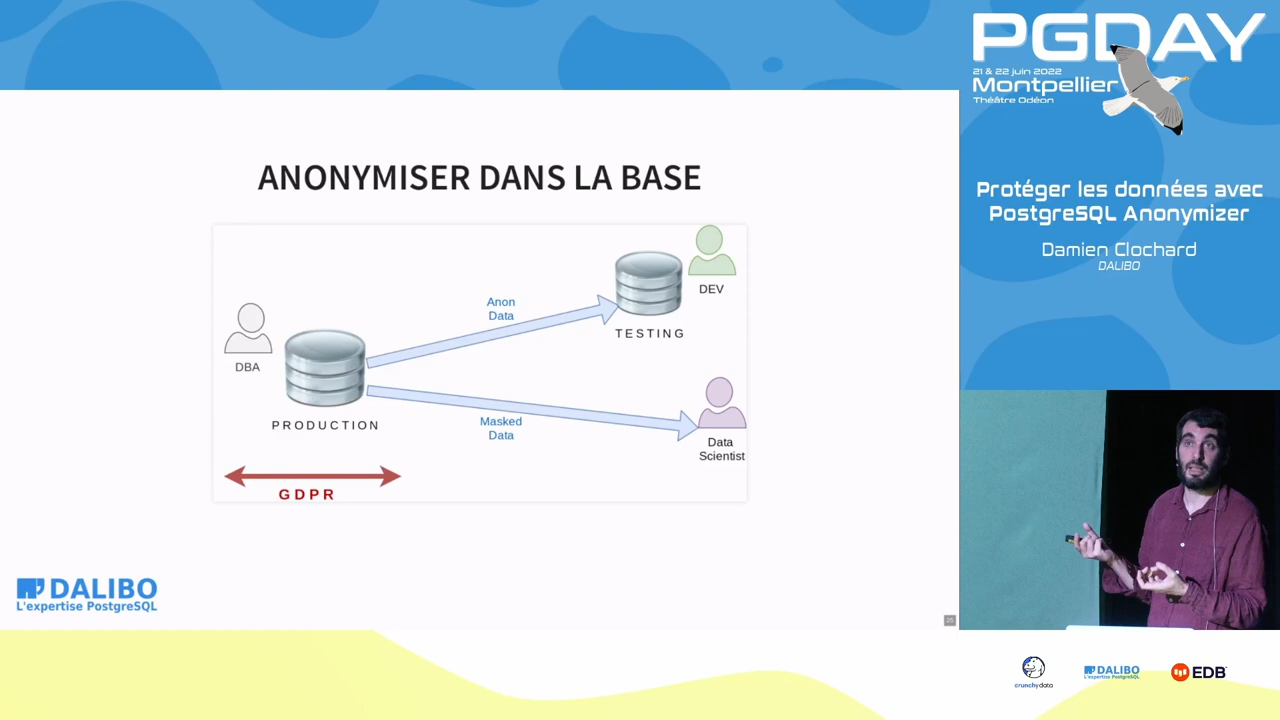 ANONYMISER DANS LA BASE
DBA
PRODUCTION
Anon
Data
Masked
Data
TESTING
DEV
Data
Scientist
GDPR
DALIBO
L'expertise PostgreSQL
25
PGDAY
21 & 22 juin 2022
Montpellier
Théâtre Odéon
Protéger les données avec
PostgreSQL Anonymizer
Damien Clochard
DALIBO
crunchydata
DALIBO
L'expertise PostgreSQL
EDB